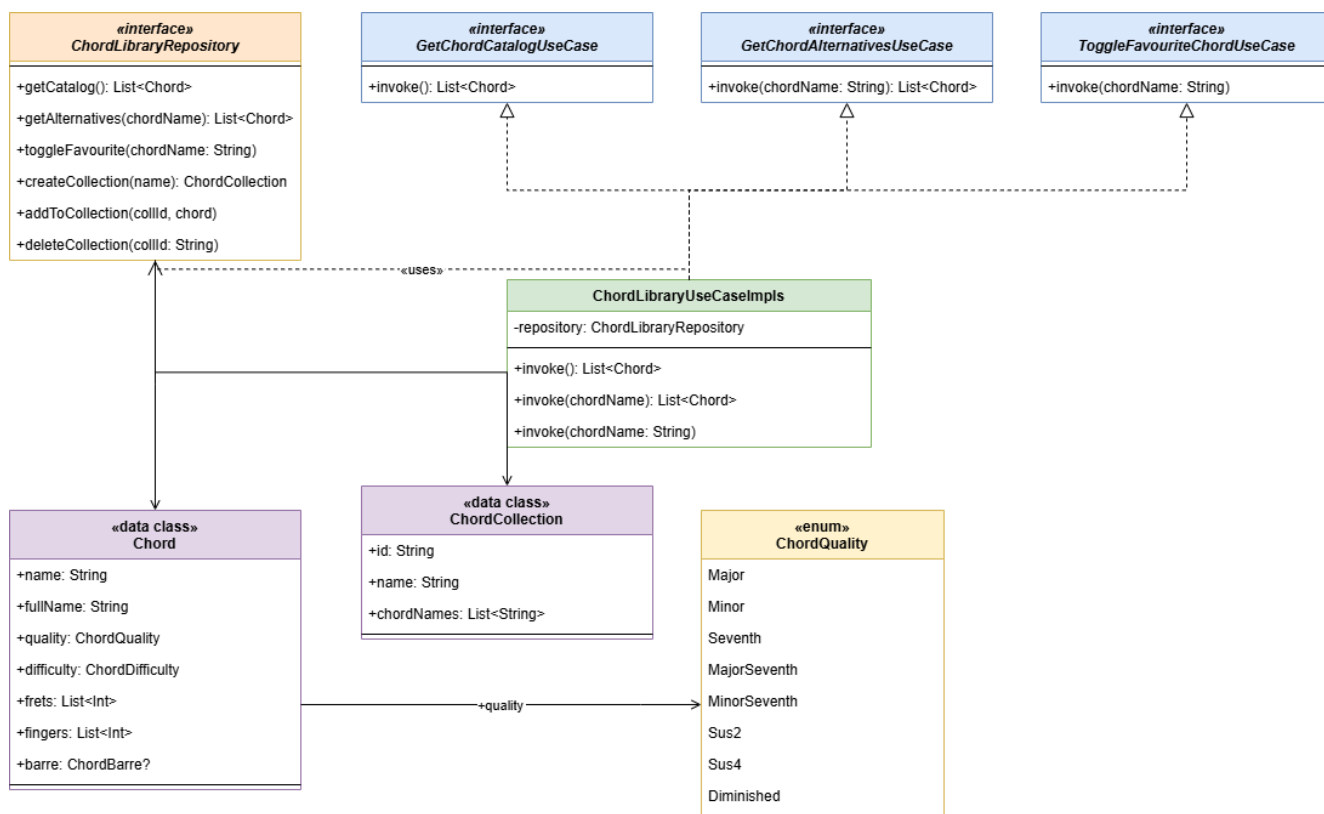 «interface»
ChordLibraryRepository
+getCatalog(): List<Chord>
+getAlternatives(chordName): List<Chord>
+toggleFavourite(chordName: String)
+createCollection(name): ChordCollection
+addToCollection(collId, chord)
+deleteCollection(collId: String)
«interface»
GetChordCatalogUseCase
+invoke(): List<Chord>
«interface»
GetChordAlternativesUseCase
+invoke(chordName: String): List<Chord>
«interface»
ToggleFavouriteChordUseCase
+invoke(chordName: String)
«uses»
ChordLibraryUseCaseImpls
-repository: ChordLibraryRepository
+invoke(): List<Chord>
+invoke(chordName): List<Chord>
+invoke(chordName: String)
«data class»
Chord
+name: String
+fullName: String
+quality: ChordQuality
+difficulty: ChordDifficulty
+frets: List<Int>
+fingers: List<Int>
+barre: ChordBarre?
«data class»
ChordCollection
+id: String
+name: String
+chordNames: List<String>
+quality
«enum»
ChordQuality
Major
Minor
Seventh
MajorSeventh
MinorSeventh
Sus2
Sus4
Diminished